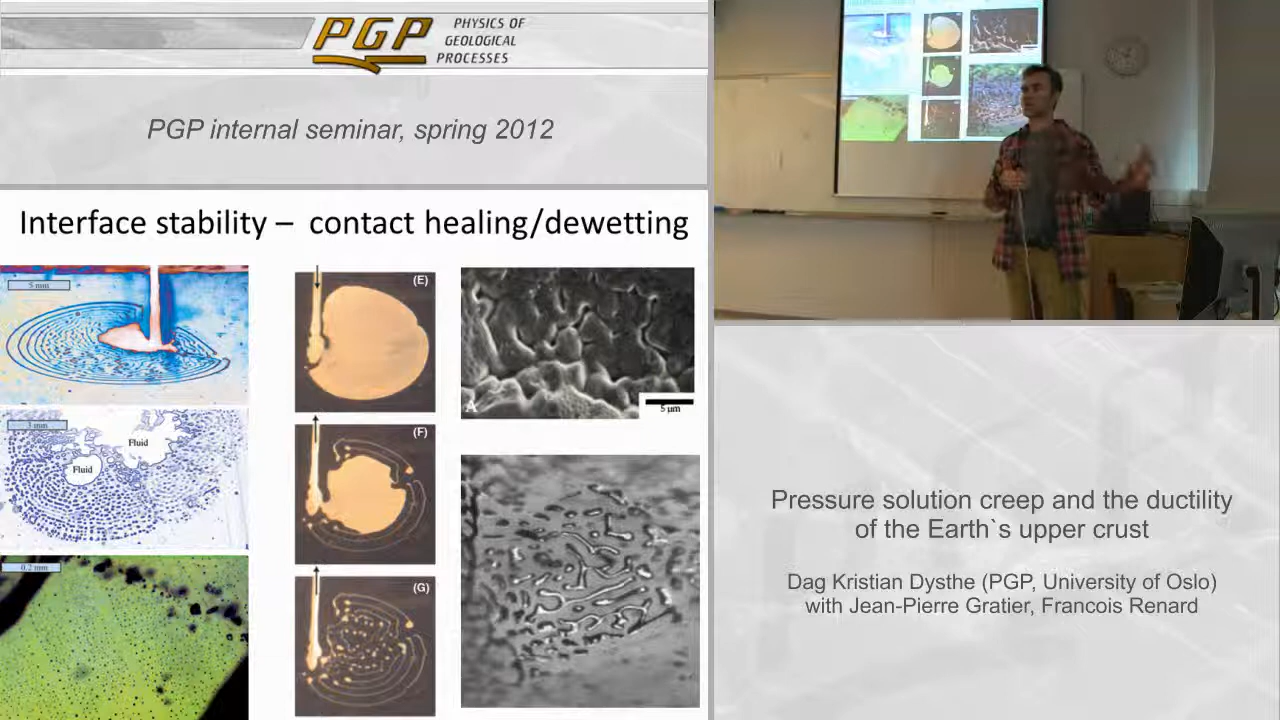 PGP
PHYSICS OF
GEOLOGICAL
PROCESSES
PGP internal seminar, spring 2012
Interface stability – contact healing/dewetting
5 mm
(E)
A
5 µm
Fluid
Fluid
(F)
0.2 mm
(G)
Pressure solution creep and the ductility
of the Earth`s upper crust
Dag Kristian Dysthe (PGP, University of Oslo)
with Jean-Pierre Gratier, Francois Renard